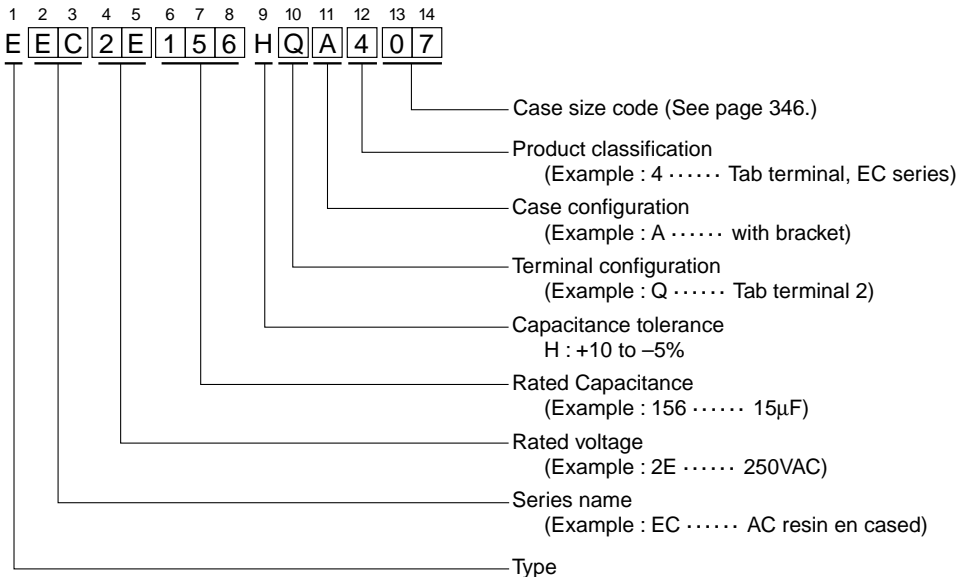 1 2 3 4 5 6 7 8 9 10 11 12 13 14
E E C 2 E 1 5 6 H Q A 4 0 7
Case size code (See page 346.)
Product classification
(Example : 4 ······ Tab terminal, EC series)
Case configuration
(Example : A ······ with bracket)
Terminal configuration
(Example : Q ······ Tab terminal 2)
Capacitance tolerance
H : +10 to –5%
Rated Capacitance
(Example : 156 ······ 15µF)
Rated voltage
(Example : 2E ······ 250VAC)
Series name
(Example : EC ······ AC resin en cased)
Type